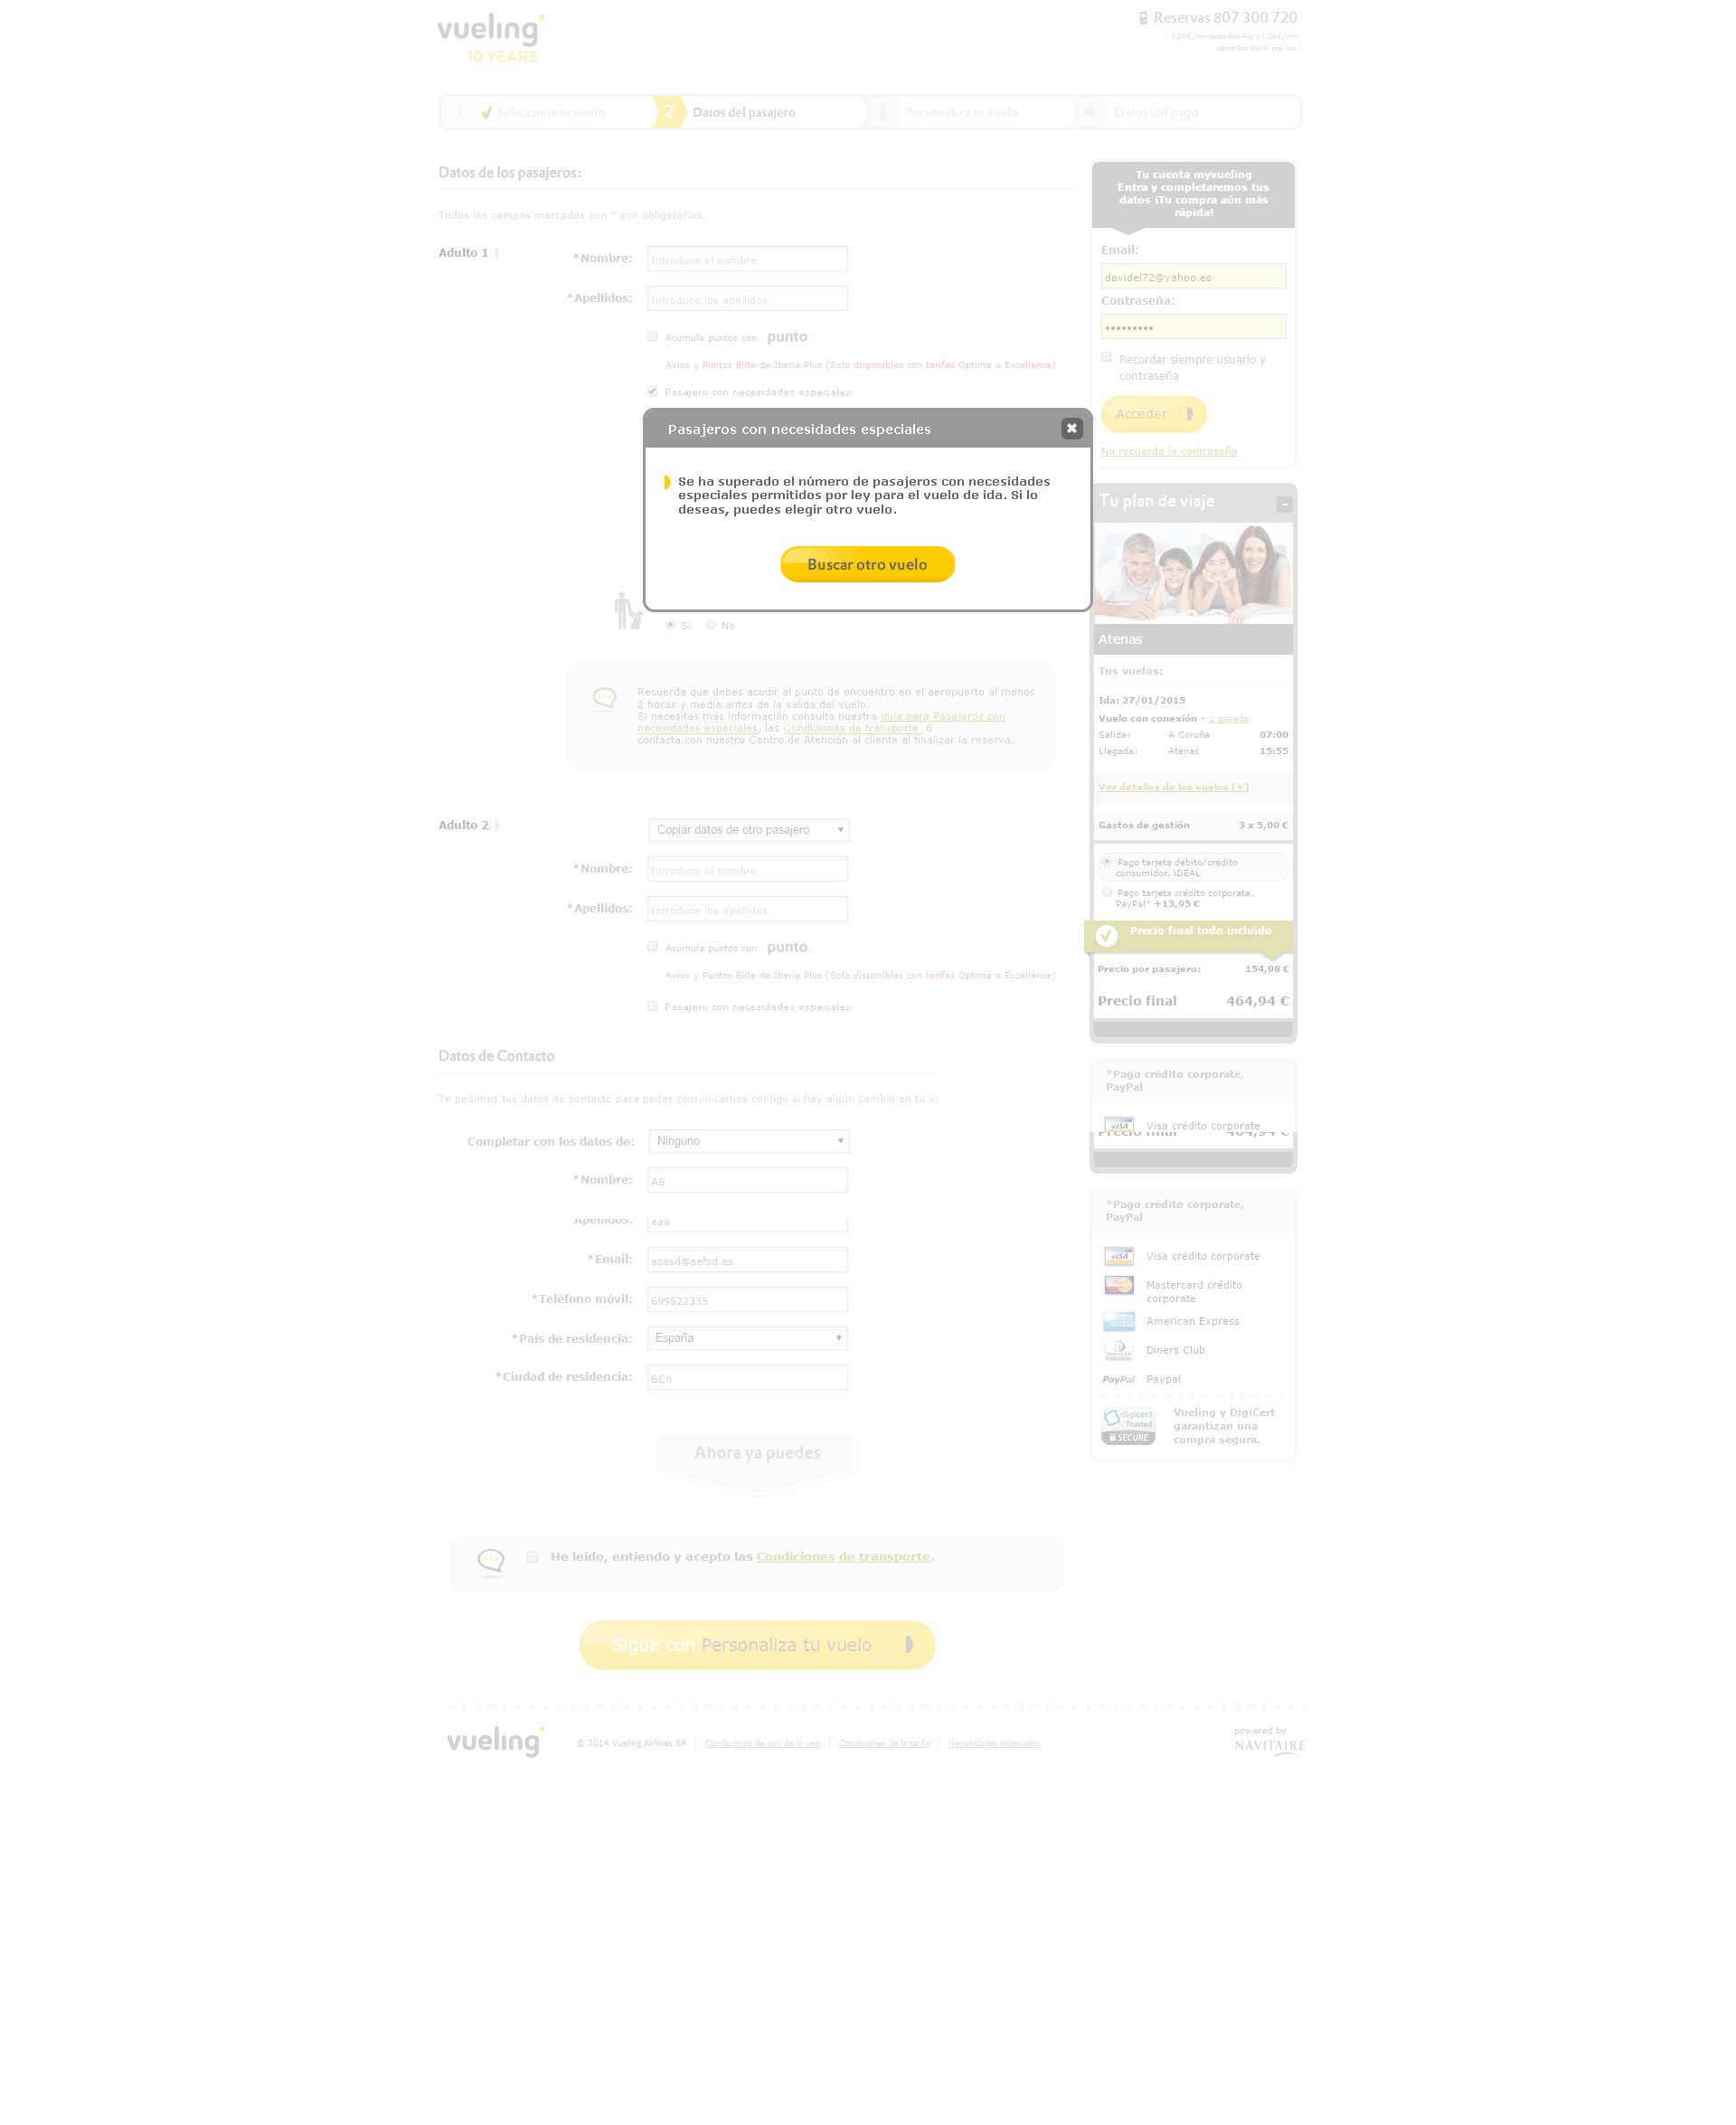 vueling
10 YEARS
Reservas 807 300 720
0,89 €/min desde Red Fija, y 1,34 €/min
desde Red Móvil. Imp. inc.
1 Selecciona tu vuelo
2 Datos del pasajero
3 Personaliza tu vuelo
4 Datos del pago
Datos de los pasajeros:
Todos los campos marcados con * son obligatorios.
Adulto 1
*Nombre:
Introduce el nombre
*Apellidos:
Introduce los apellidos
Acumula puntos con punto.
Avios y Puntos Elite de Iberia Plus (Solo disponibles con tarifas Optima o Excellence)
Pasajero con necesidades especiales
Pasajeros con necesidades especiales
Se ha superado el número de pasajeros con necesidades
especiales permitidos por ley para el vuelo de ida. Si lo
deseas, puedes elegir otro vuelo.
Buscar otro vuelo
Sí No
Recuerda que debes acudir al punto de encuentro en el aeropuerto al menos
2 horas y media antes de la salida del vuelo.
Si necesitas más información consulta nuestra guía para Pasajeros con
necesidades especiales, las Condiciones de transporte o
contacta con nuestro Centro de Atención al cliente al finalizar la reserva.
Adulto 2
Copiar datos de otro pasajero
*Nombre:
Introduce el nombre
*Apellidos:
Introduce los apellidos
Acumula puntos con punto.
Avios y Puntos Elite de Iberia Plus (Solo disponibles con tarifas Optima o Excellence)
Pasajero con necesidades especiales
Datos de Contacto
Te pedimos tus datos de contacto para poder comunicarnos contigo si hay algún cambio en tu vu
Completar con los datos de:
Ninguno
*Nombre:
AS
*Apellidos:
aaa
*Email:
asasd@sefsd.es
*Teléfono móvil:
699622335
*País de residencia:
España
*Ciudad de residencia:
BCn
Ahora ya puedes
He leído, entiendo y acepto las Condiciones de transporte.
Sigue con Personaliza tu vuelo
Tu cuenta myvueling
Entra y completaremos tus
datos ¡Tu compra aún más
rápida!
Email:
davidel72@yahoo.es
Contraseña:
•••••••••
Recordar siempre usuario y
contraseña
Acceder
No recuerdo la contraseña
Tu plan de viaje
Atenas
Tus vuelos:
Ida: 27/01/2015
Vuelo con conexión - 1 parada
Salida: A Coruña 07:00
Llegada: Atenas 15:55
Ver detalles de los vuelos [+]
Gastos de gestión 3 x 5,00 €
Pago tarjeta débito/crédito
consumidor, iDEAL
Pago tarjeta crédito corporate,
PayPal* +13,95 €
Precio final todo incluido
Precio por pasajero: 154,98 €
Precio final 464,94 €
*Pago crédito corporate,
PayPal
VISA Visa crédito corporate
Precio final 464,94 €
*Pago crédito corporate,
PayPal
VISA Visa crédito corporate
Mastercard crédito
corporate
American Express
Diners Club
PayPal Paypal
digicert
Trusted
SECURE
Vueling y DigiCert
garantizan una
compra segura.
vueling
© 2014 Vueling Airlines SA
Condiciones de uso de la web
Condiciones de la tarifa
Necesidades especiales
powered by
NAVITAIRE